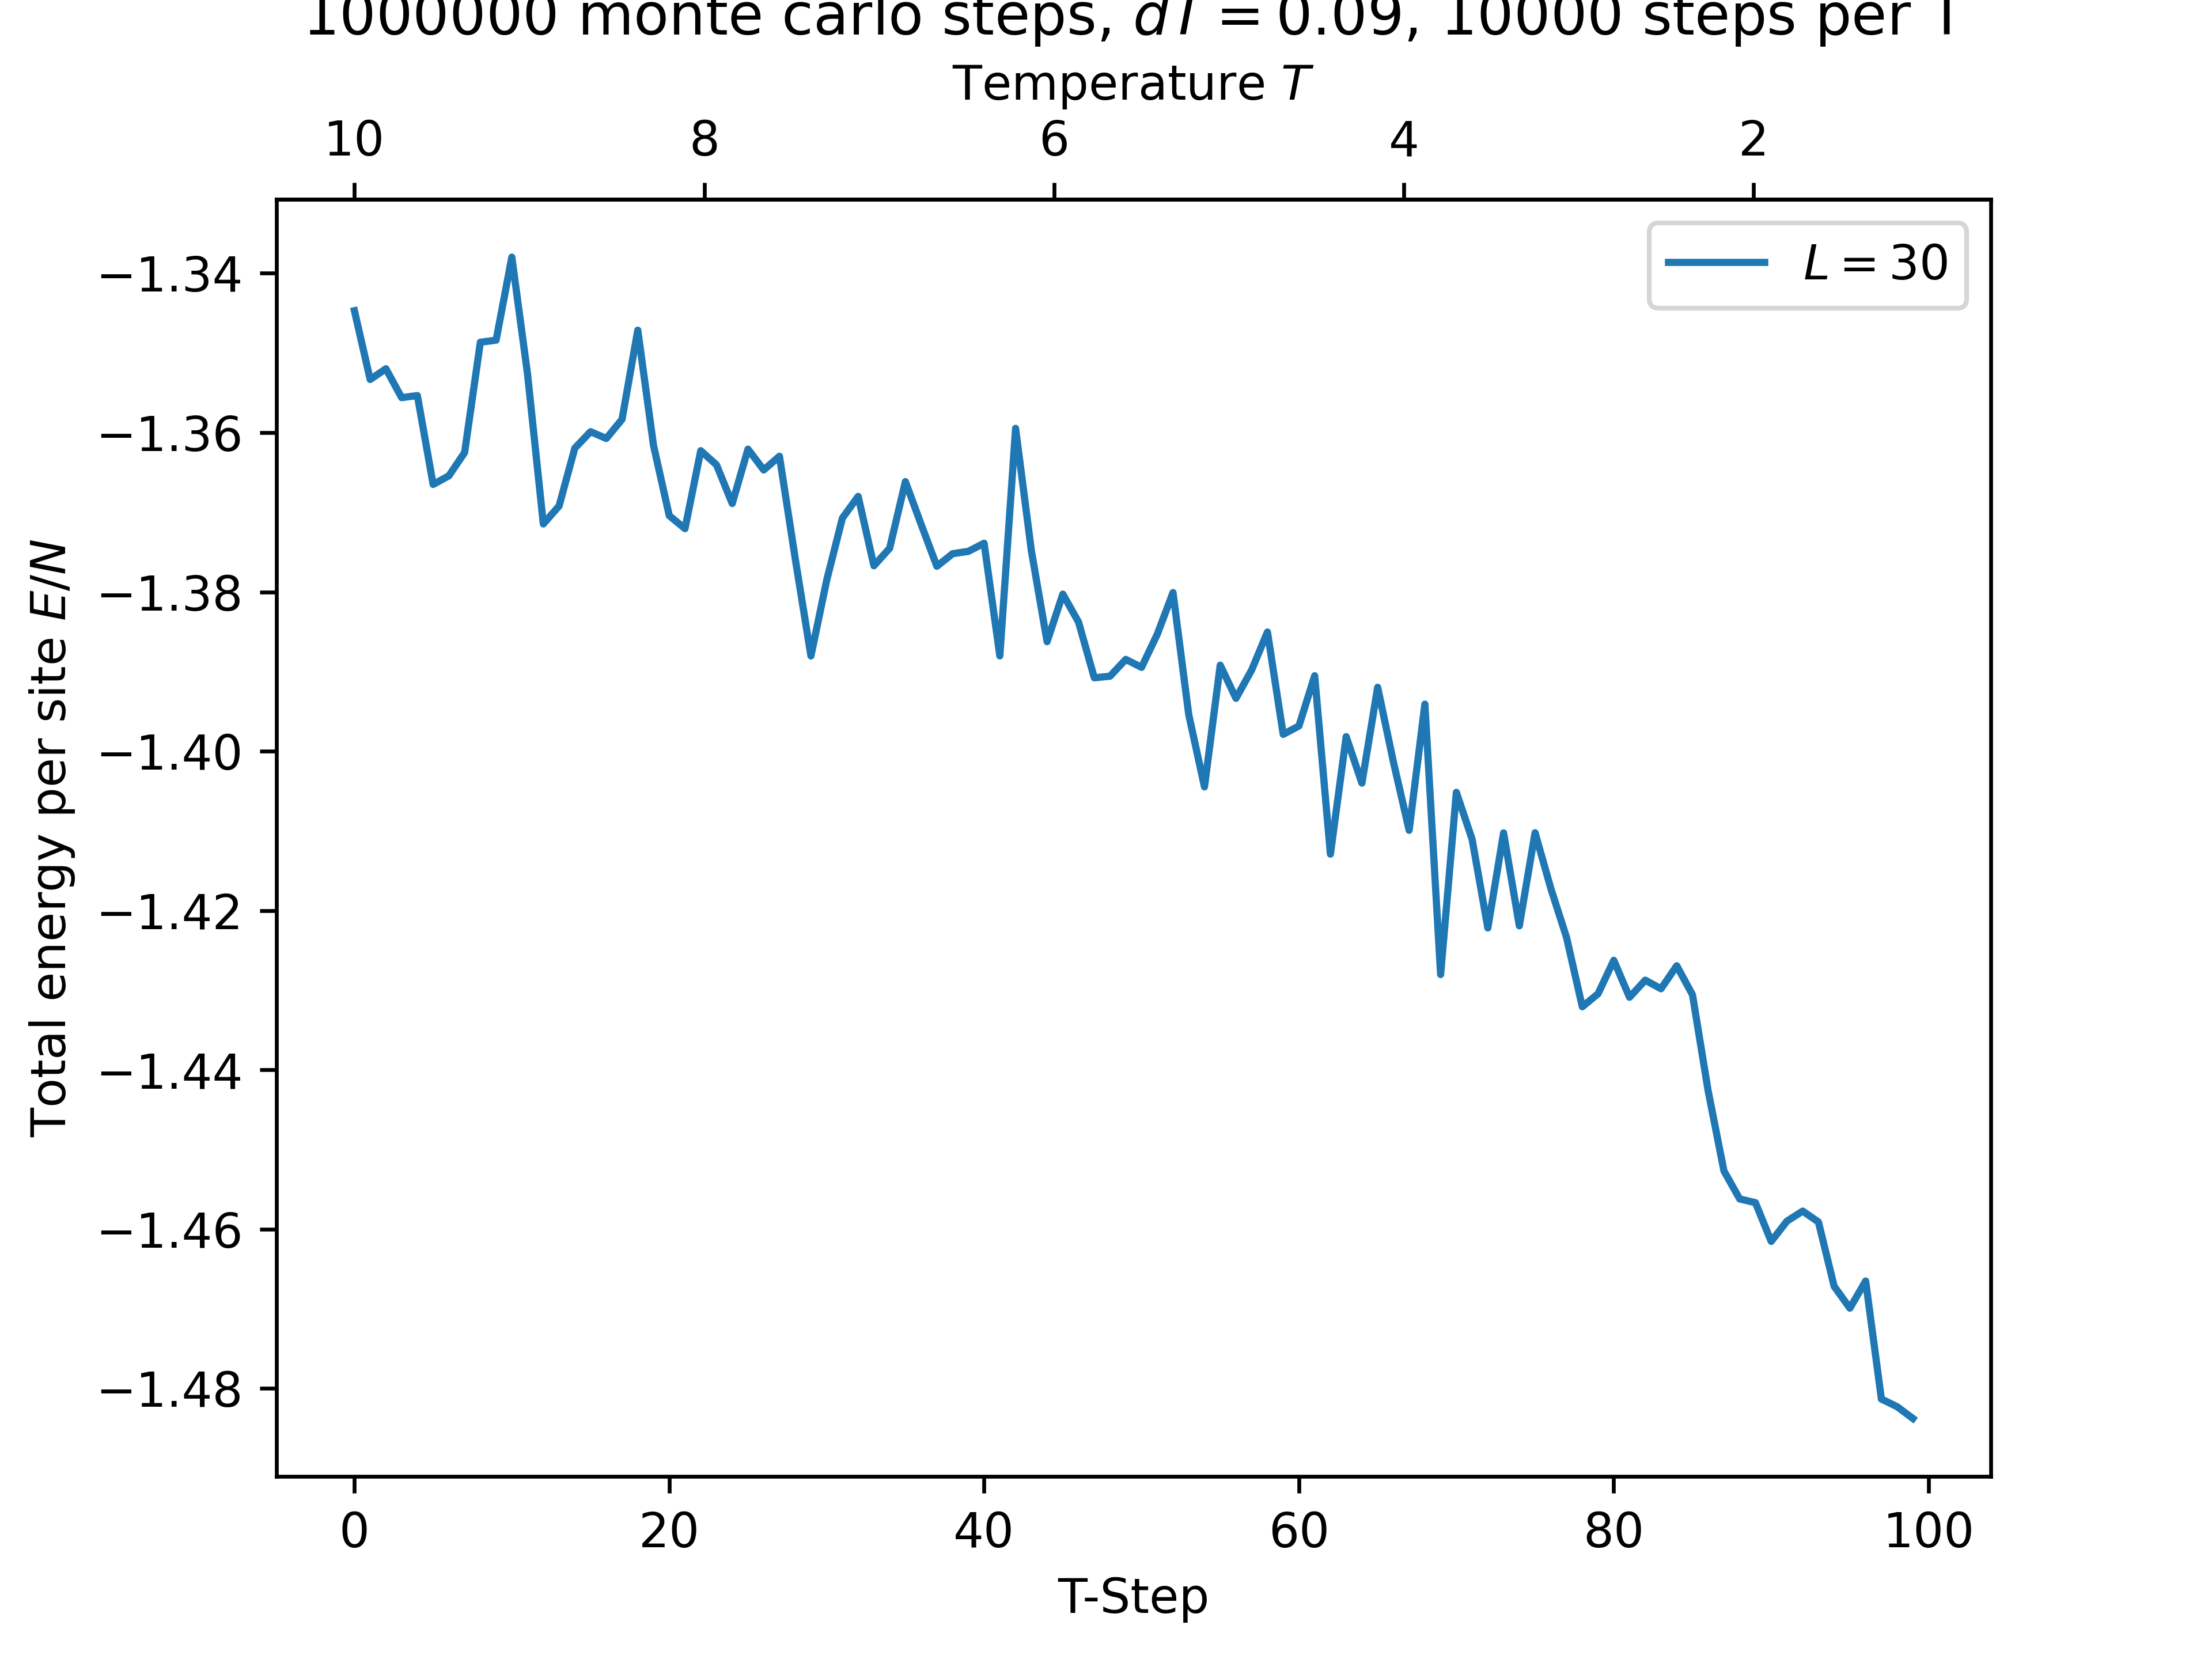 1000000 monte carlo steps, dT = 0.09, 10000 steps per T
Temperature T
10 8 6 4 2
L = 30
−1.34
−1.36
−1.38
−1.40
−1.42
−1.44
−1.46
−1.48
Total energy per site E/N
0 20 40 60 80 100
T-Step